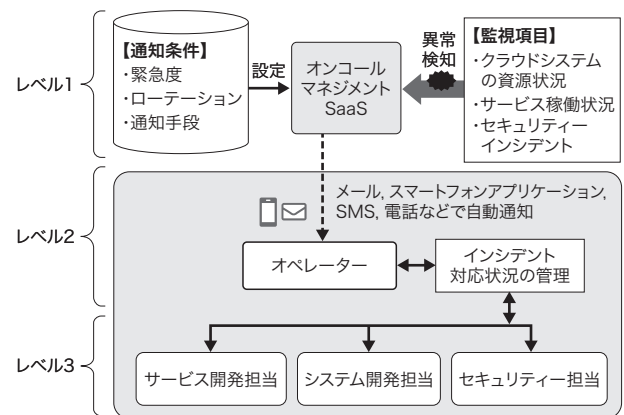 レベル1
【通知条件】
・緊急度
・ローテーション
・通知手段
設定
オンコール
マネジメント
SaaS
異常
検知
【監視項目】
・クラウドシステム
の資源状況
・サービス稼働状況
・セキュリティー
インシデント
レベル2
メール, スマートフォンアプリケーション,
SMS, 電話などで自動通知
オペレーター
インシデント
対応状況の管理
レベル3
サービス開発担当
システム開発担当
セキュリティー担当